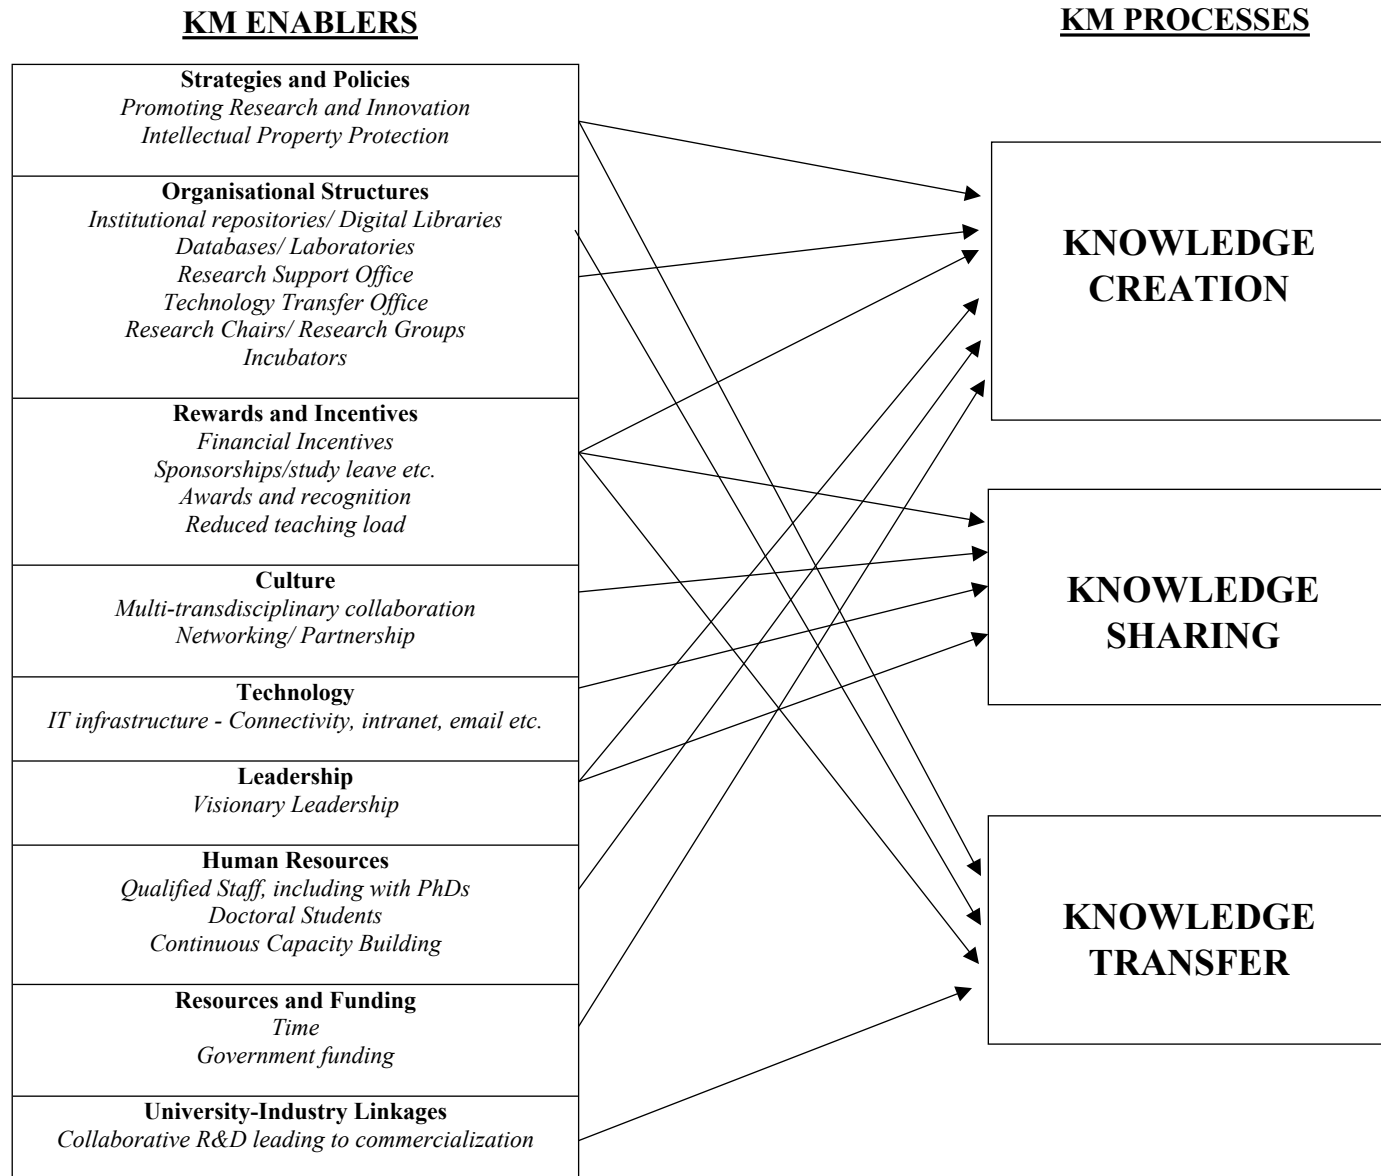 KM ENABLERS
KM PROCESSES
Strategies and Policies
Promoting Research and Innovation
Intellectual Property Protection
Organisational Structures
Institutional repositories/ Digital Libraries
Databases/ Laboratories
Research Support Office
Technology Transfer Office
Research Chairs/ Research Groups
Incubators
Rewards and Incentives
Financial Incentives
Sponsorships/study leave etc.
Awards and recognition
Reduced teaching load
Culture
Multi-transdisciplinary collaboration
Networking/ Partnership
Technology
IT infrastructure - Connectivity, intranet, email etc.
Leadership
Visionary Leadership
Human Resources
Qualified Staff, including with PhDs
Doctoral Students
Continuous Capacity Building
Resources and Funding
Time
Government funding
University-Industry Linkages
Collaborative R&D leading to commercialization
KNOWLEDGE
CREATION
KNOWLEDGE
SHARING
KNOWLEDGE
TRANSFER